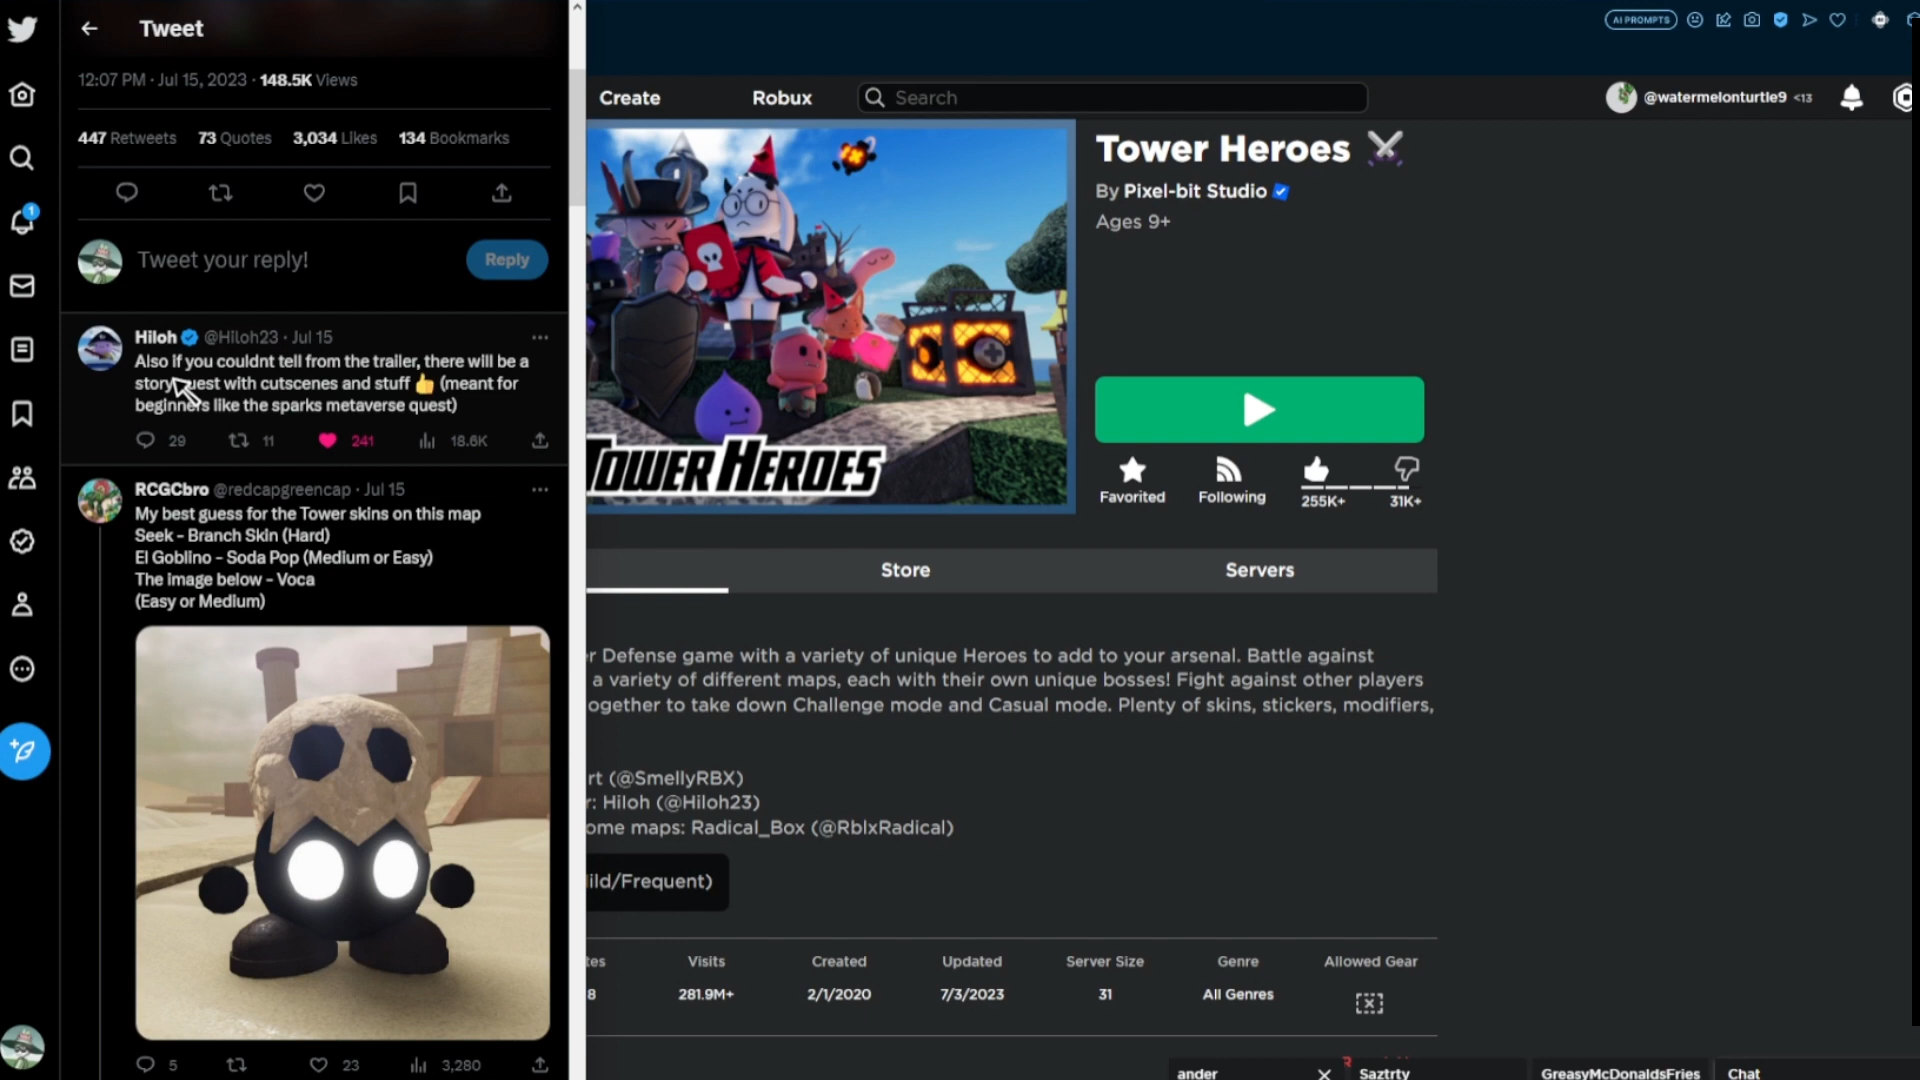 Tweet
12:07 PM · Jul 15, 2023 · 148.5K Views
447 Retweets 73 Quotes 3,034 Likes 134 Bookmarks
Tweet your reply!
Reply
1
Hiloh @Hiloh23 · Jul 15
Also if you couldnt tell from the trailer, there will be a
story quest with cutscenes and stuff 👍 (meant for
beginners like the sparks metaverse quest)
29 11 241 18.6K
RCGCbro @redcapgreencap · Jul 15
My best guess for the Tower skins on this map
Seek - Branch Skin (Hard)
El Goblino - Soda Pop (Medium or Easy)
The image below - Voca
(Easy or Medium)
5 23 3,280
AI PROMPTS
Create Robux Search
@watermelonturtle9 <13
TOWER HEROES
Tower Heroes ⚔
By Pixel-bit Studio
Ages 9+
Favorited Following 255K+ 31K+
Store Servers
r Defense game with a variety of unique Heroes to add to your arsenal. Battle against
a variety of different maps, each with their own unique bosses! Fight against other players
ogether to take down Challenge mode and Casual mode. Plenty of skins, stickers, modifiers,
rt (@SmellyRBX)
r: Hiloh (@Hiloh23)
ome maps: Radical_Box (@RblxRadical)
ild/Frequent)
tes Visits Created Updated Server Size Genre Allowed Gear
8 281.9M+ 2/1/2020 7/3/2023 31 All Genres
ander Saztrty GreasyMcDonaldsFries Chat